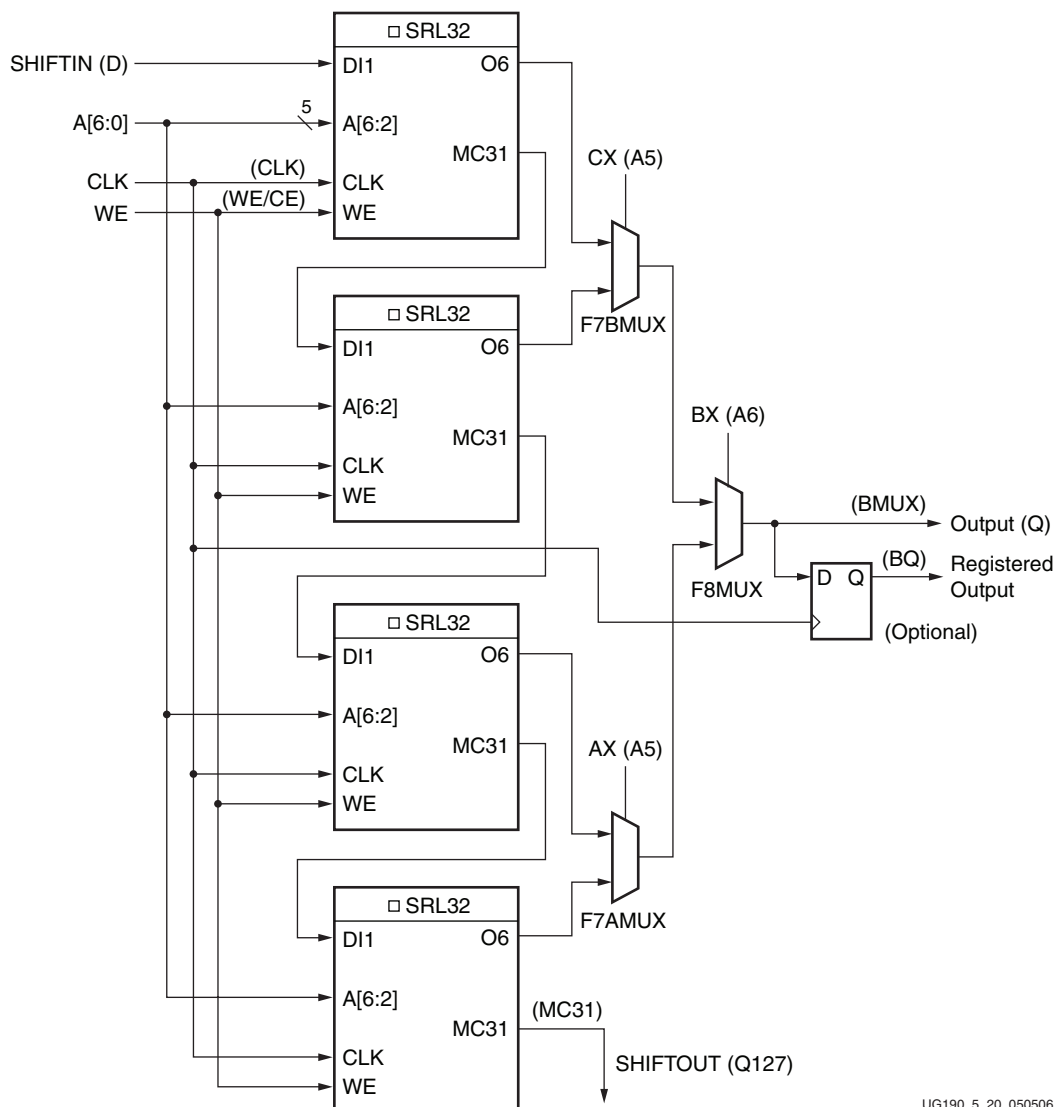 SRL32
SHIFTIN (D)
DI1
O6
A[6:0]
5
A[6:2]
MC31
CX (A5)
CLK
(CLK)
CLK
WE
(WE/CE)
WE
F7BMUX
SRL32
DI1
O6
A[6:2]
MC31
CLK
WE
BX (A6)
(BMUX)
Output (Q)
F8MUX
D Q
(BQ)
Registered
Output
(Optional)
SRL32
DI1
O6
A[6:2]
MC31
CLK
WE
AX (A5)
F7AMUX
SRL32
DI1
O6
A[6:2]
MC31
(MC31)
CLK
WE
SHIFTOUT (Q127)
UG190_5_20_050506